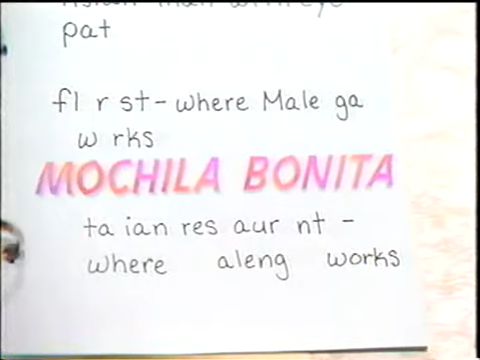 pat
fl r st-where Male ga
w rks
MOCHILA BONITA
ta ian res aur nt -
where aleng works